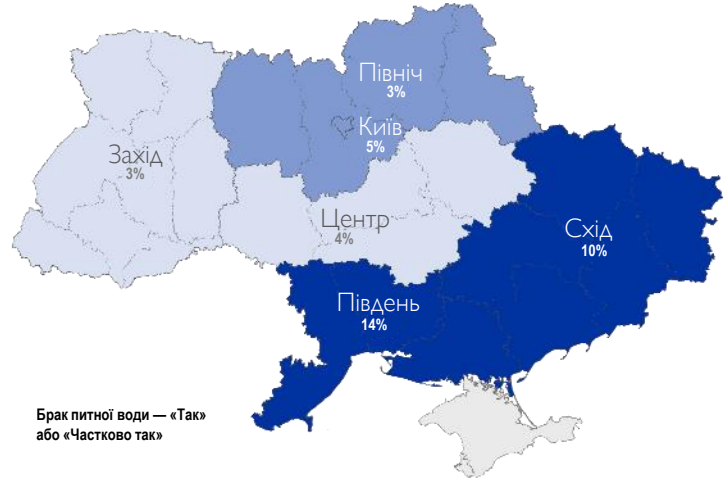 Північ
3%
Київ
5%
Захід
3%
Центр
4%
Схід
10%
Південь
14%
Брак питної води — «Так»
або «Частково так»